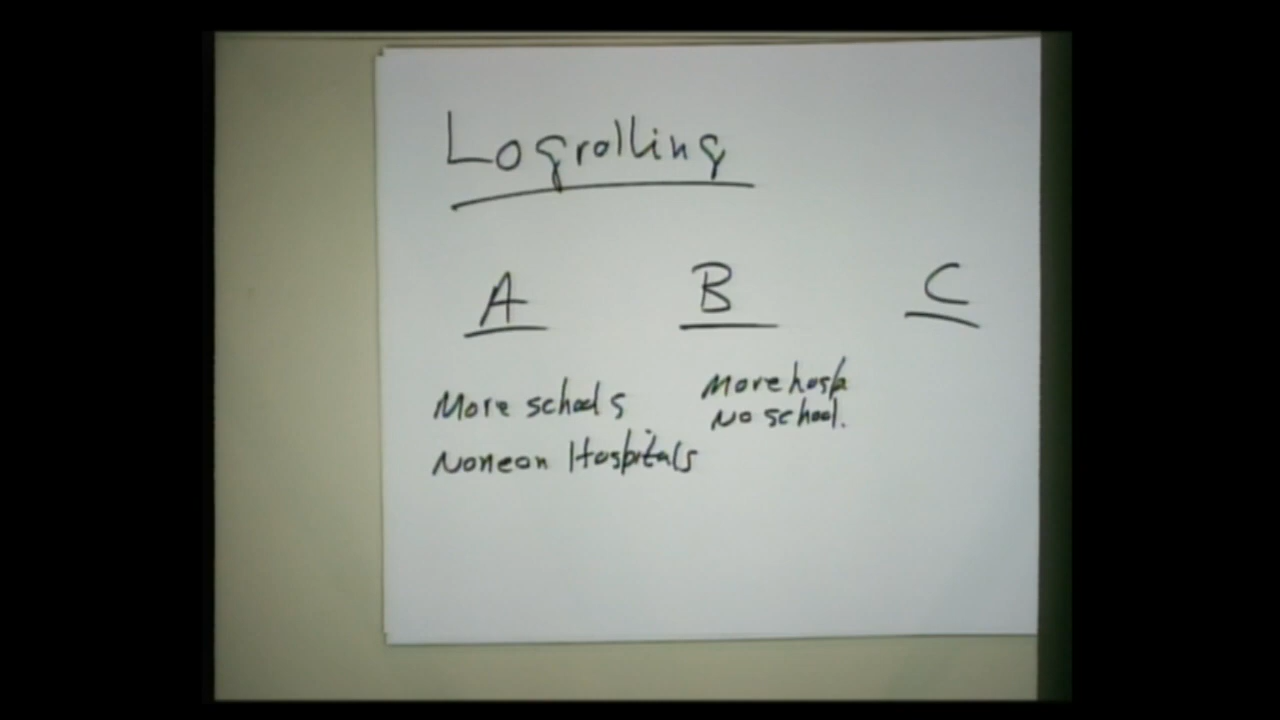 Logrolling
A B C
More schools
None on Hospitals
More hosp
No school.